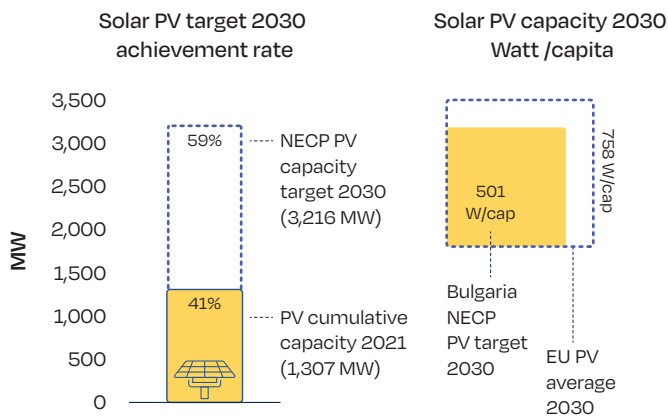 Solar PV target 2030
achievement rate
MW
3,500
3,000
2,500
2,000
1,500
1,000
500
0
59%
41%
NECP PV
capacity
target 2030
(3,216 MW)
PV cumulative
capacity 2021
(1,307 MW)
Solar PV capacity 2030
Watt /capita
501
W/cap
758 W/cap
Bulgaria
NECP
PV target
2030
EU PV
average
2030